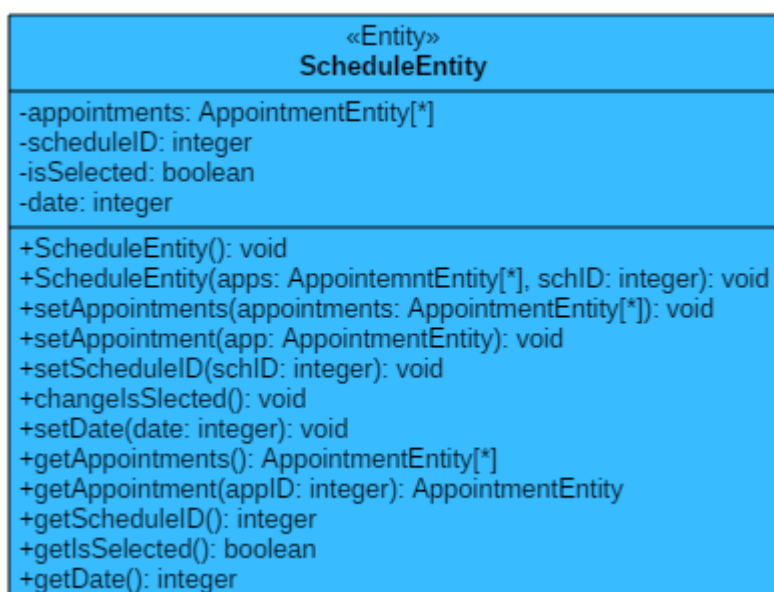 «Entity»
ScheduleEntity
-appointments: AppointmentEntity[*]
-scheduleID: integer
-isSelected: boolean
-date: integer
+ScheduleEntity(): void
+ScheduleEntity(apps: AppointemntEntity[*], schID: integer): void
+setAppointments(appointments: AppointmentEntity[*]): void
+setAppointment(app: AppointmentEntity): void
+setScheduleID(schID: integer): void
+changeIsSlected(): void
+setDate(date: integer): void
+getAppointments(): AppointmentEntity[*]
+getAppointment(appID: integer): AppointmentEntity
+getScheduleID(): integer
+getIsSelected(): boolean
+getDate(): integer